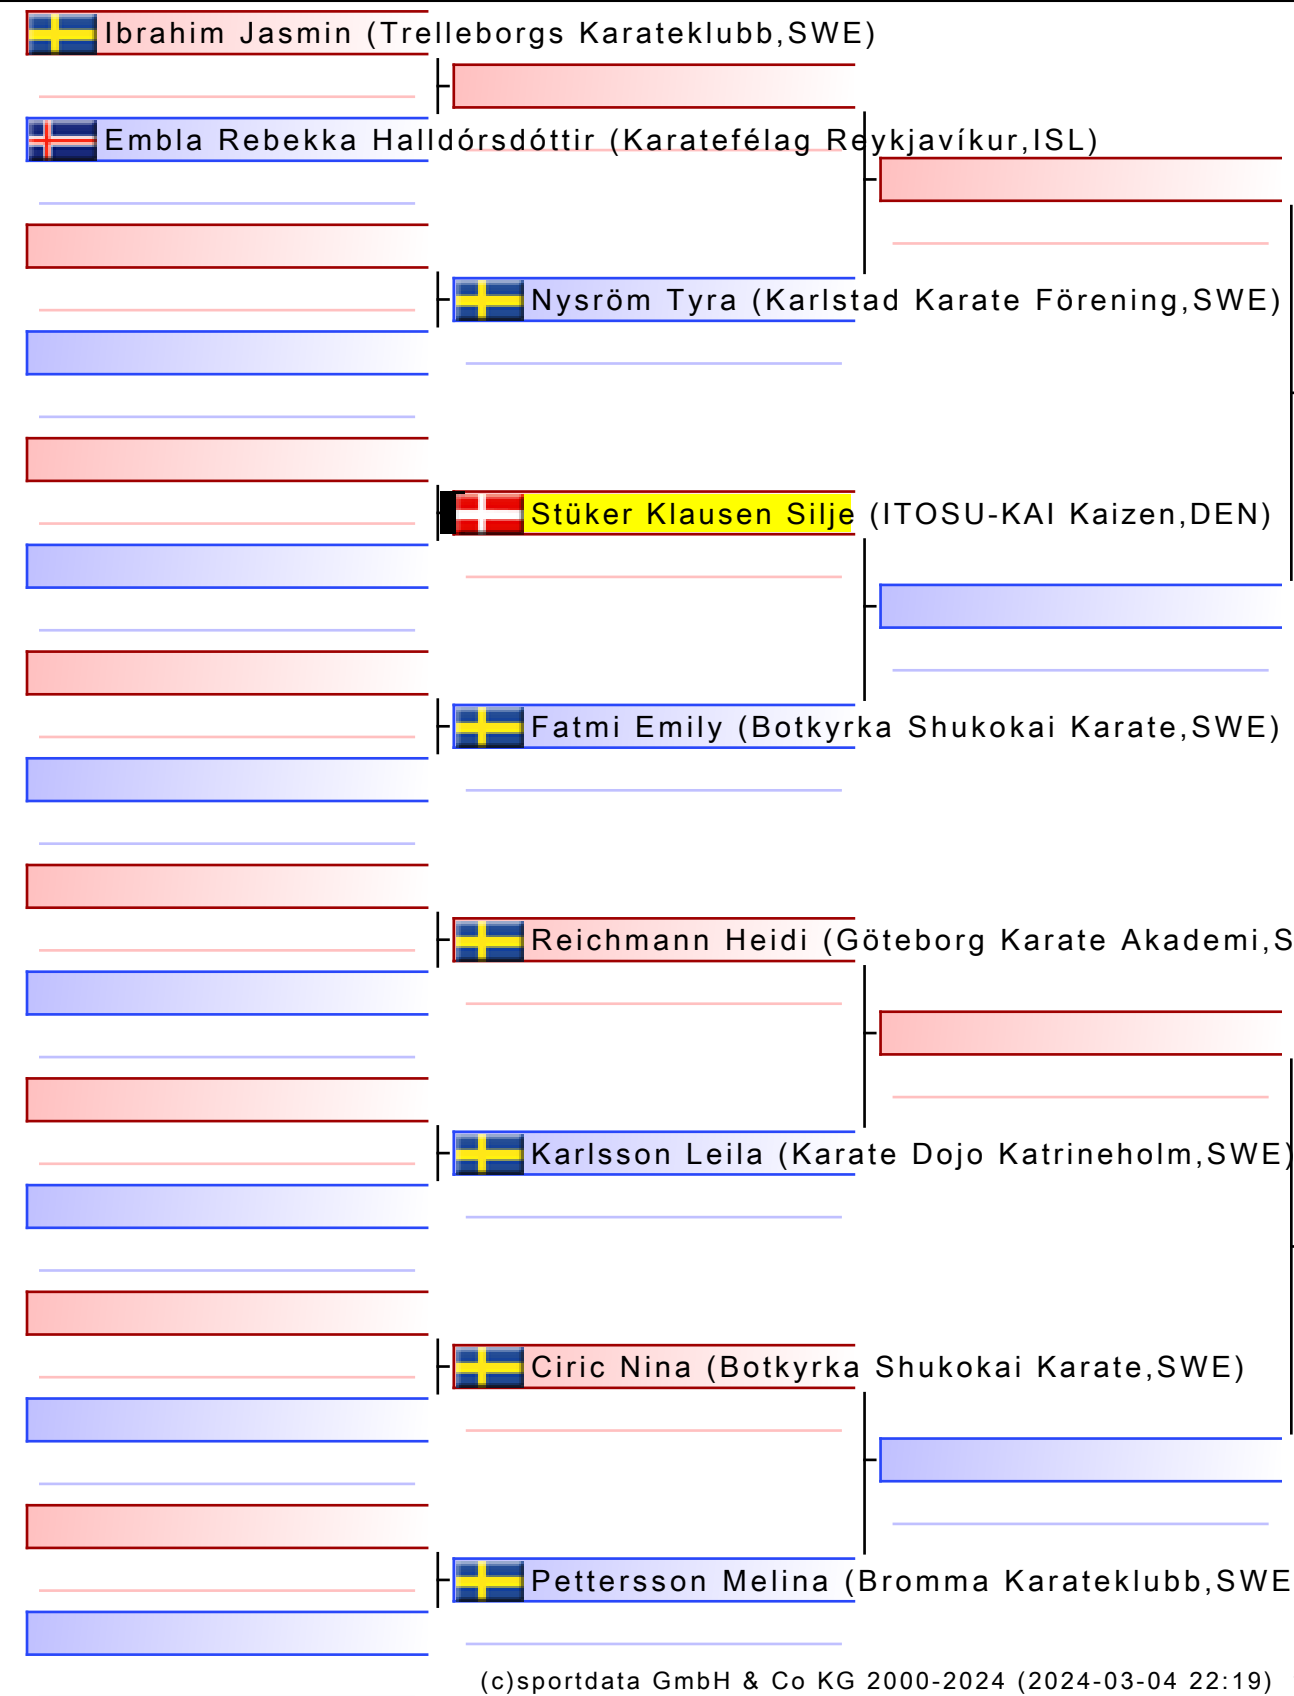 Ibrahim Jasmin (Trelleborgs Karateklubb,SWE)
Embla Rebekka Halldórsdóttir (Karatefélag Reykjavíkur,ISL)
Nysröm Tyra (Karlstad Karate Förening,SWE)
Stüker Klausen Silje (ITOSU-KAI Kaizen,DEN)
Fatmi Emily (Botkyrka Shukokai Karate,SWE)
Reichmann Heidi (Göteborg Karate Akademi,S
Karlsson Leila (Karate Dojo Katrineholm,SWE)
Ciric Nina (Botkyrka Shukokai Karate,SWE)
Pettersson Melina (Bromma Karateklubb,SWE
(c)sportdata GmbH & Co KG 2000-2024 (2024-03-04 22:19)